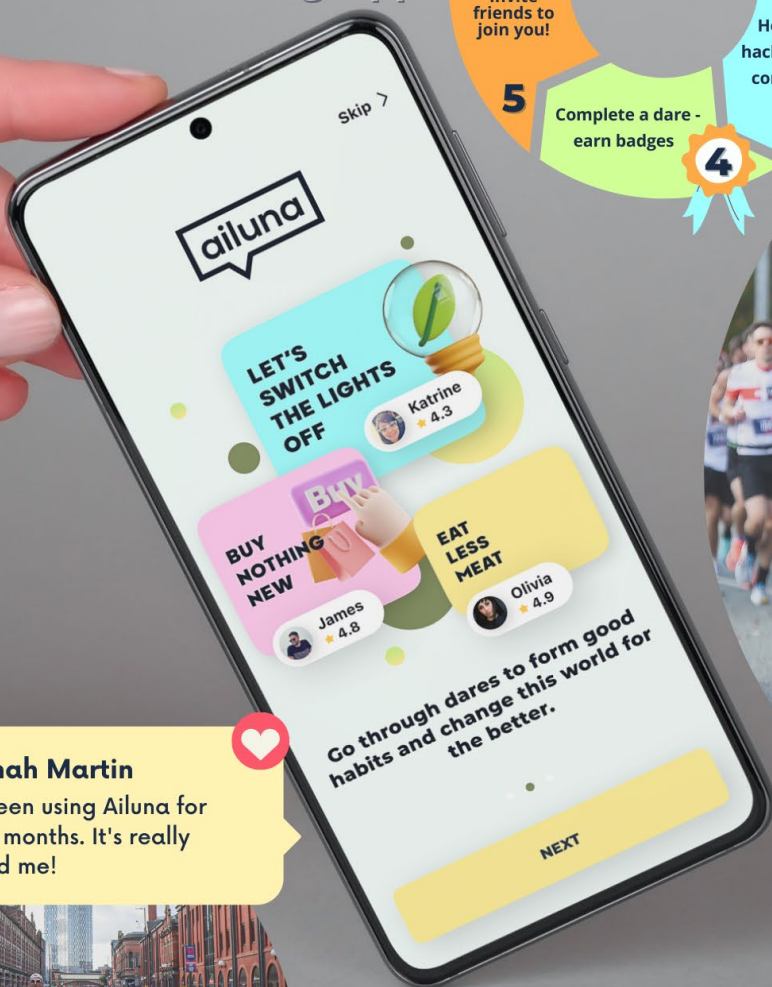 friends to
join you!
5
Complete a dare -
earn badges
4
Skip
ailuna
LET'S
SWITCH
THE LIGHTS
OFF
Katrine
4.3
BUY
BUY
NOTHING
NEW
James
4.8
EAT
LESS
MEAT
Olivia
4.9
Go through dares to form good
habits and change this world for
the better.
NEXT
Martin
using Ailuna for
months. It's really
me!